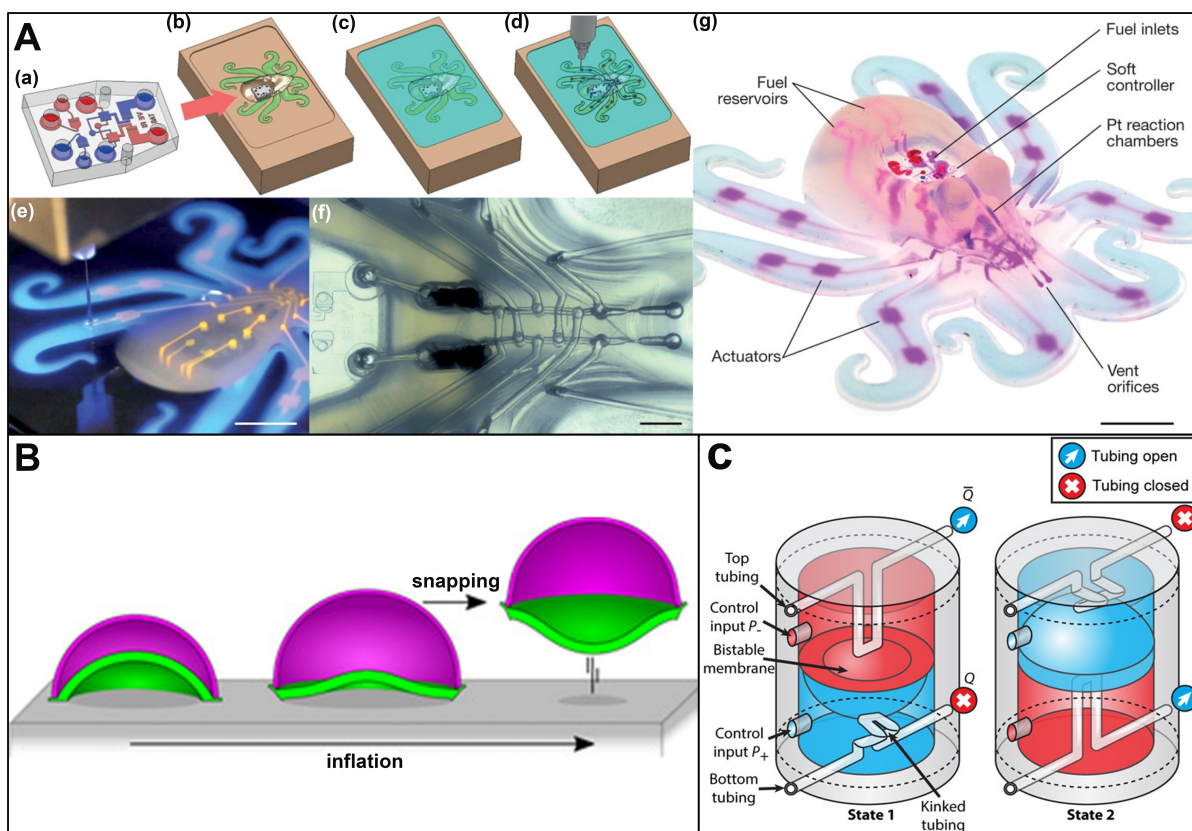 A
(a)
(b)
(c)
(d)
(e)
(f)
(g)
Fuel inlets
Soft
controller
Pt reaction
chambers
Fuel
reservoirs
Actuators
Vent
orifices
B
snapping
inflation
C
Tubing open
Tubing closed
Q̅
Top
tubing
Control
input P-
Bistable
membrane
Q
Control
input P+
Bottom
tubing
Kinked
tubing
State 1
State 2